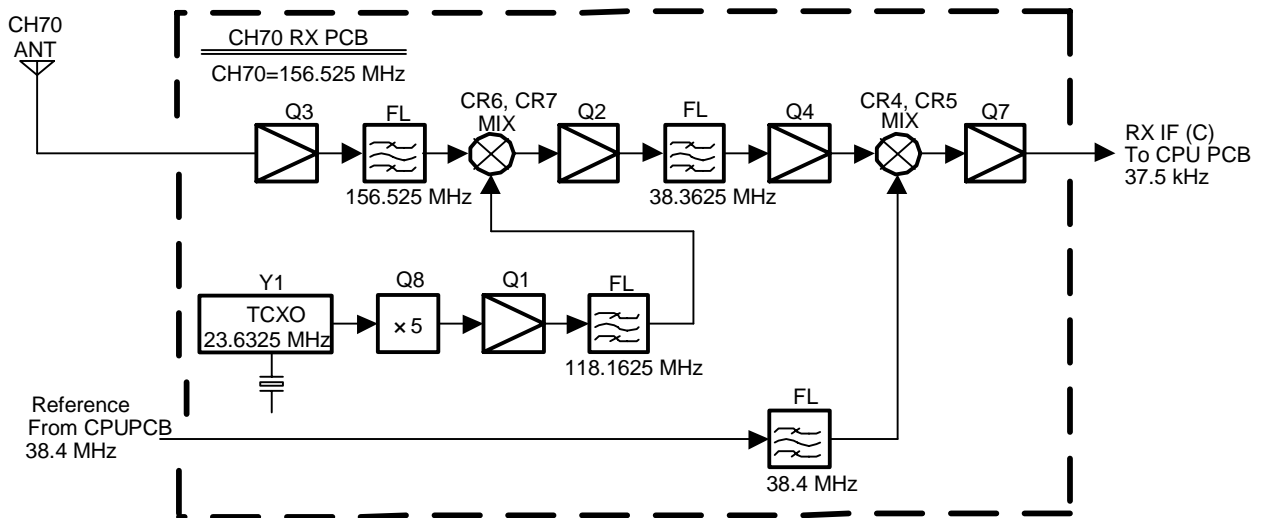 CH70
ANT
CH70 RX PCB
CH70=156.525 MHz
Q3
FL
CR6, CR7
MIX
Q2
FL
Q4
CR4, CR5
MIX
Q7
156.525 MHz
38.3625 MHz
RX IF (C)
To CPU PCB
37.5 kHz
Y1
TCXO
23.6325 MHz
Q8
×5
Q1
FL
118.1625 MHz
Reference
From CPUPCB
38.4 MHz
FL
38.4 MHz